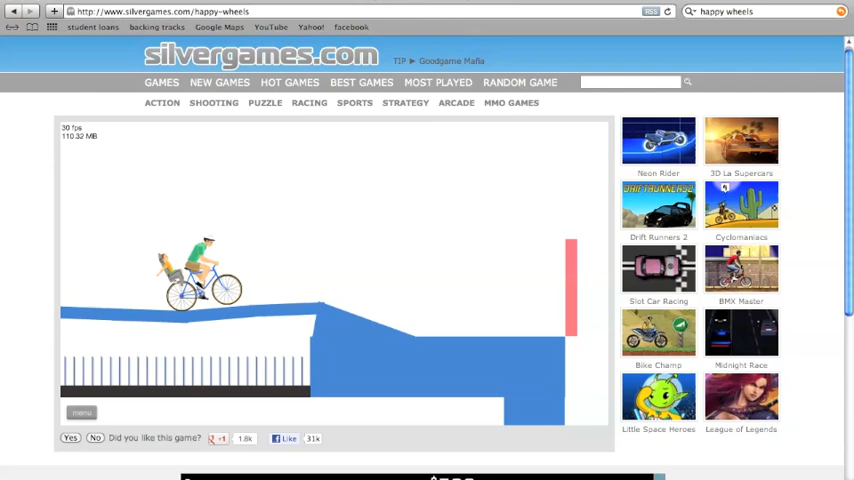 http://www.silvergames.com/happy-wheels
RSS
happy wheels
student loans
backing tracks
Google Maps
YouTube
Yahoo!
facebook
silvergames.com
TIP ► Goodgame Mafia
GAMES NEW GAMES HOT GAMES BEST GAMES MOST PLAYED RANDOM GAME
ACTION SHOOTING PUZZLE RACING SPORTS STRATEGY ARCADE MMO GAMES
30 fps
110.32 MB
Neon Rider
3D La Supercars
DRIFTRUNNERS2
Drift Runners 2
Cyclomaniacs
Slot Car Racing
BMX Master
Bike Champ
Midnight Race
Little Space Heroes
League of Legends
menu
Yes No Did you like this game? +1 1.8k Like 31k